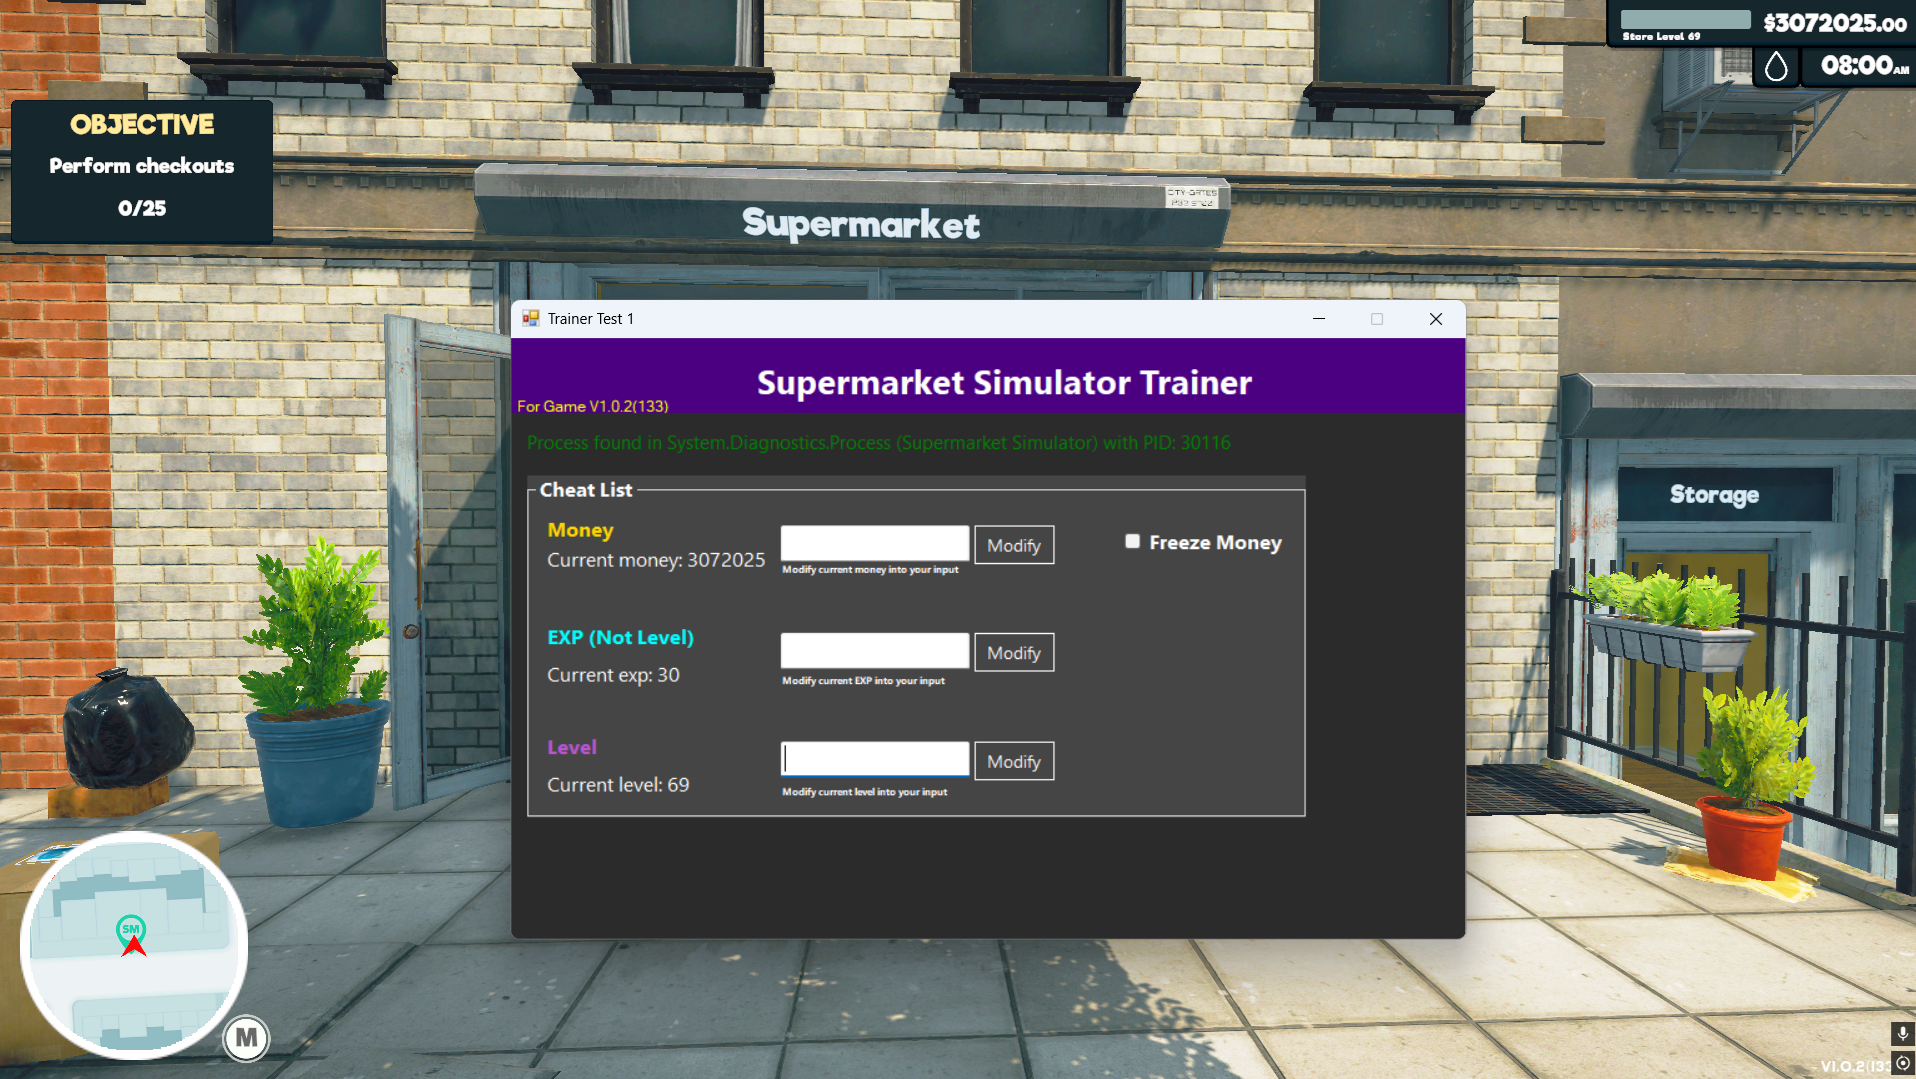 Store Level 69
$3072025.00
08:00AM
OBJECTIVE
Perform checkouts
0/25
CITY-GATES
Supermarket
Trainer Test 1
Supermarket Simulator Trainer
For Game V1.0.2(133)
Process found in System.Diagnostics.Process (Supermarket Simulator) with PID: 30116
Cheat List
Money
Current money: 3072025
Modify
Modify current money into your input
Freeze Money
EXP (Not Level)
Current exp: 30
Modify
Modify current EXP into your input
Level
Current level: 69
Modify
Modify current level into your input
Storage
SM
M
V1.0.2(133